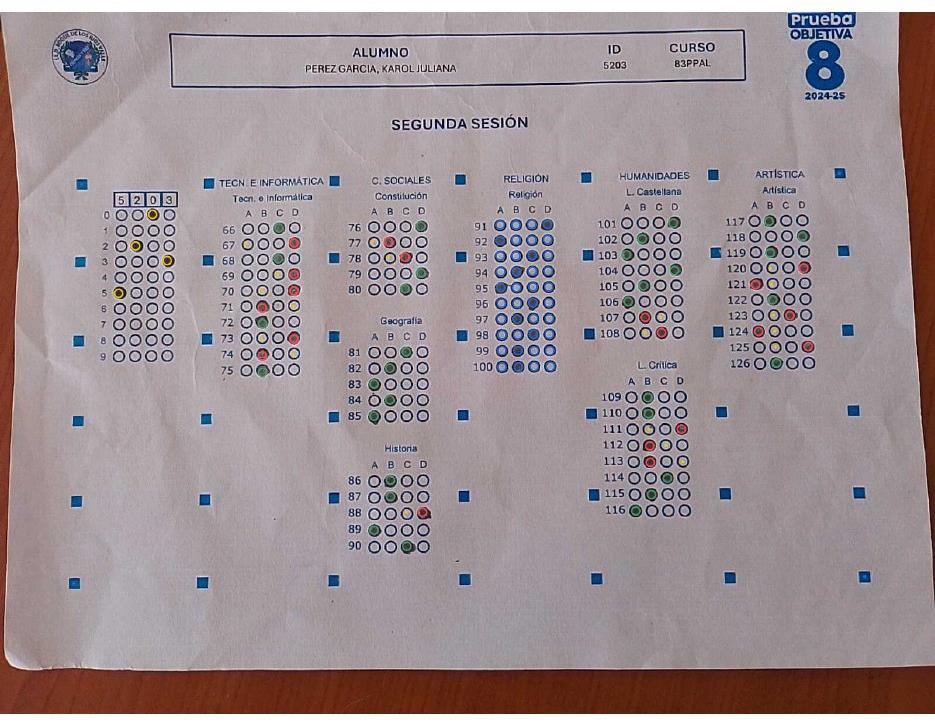 Prueba
OBJETIVA
8
2024-25
ALUMNO ID CURSO
PEREZ GARCIA, KAROL JULIANA 5203 83PPAL
SEGUNDA SESIÓN
5 2 0 3
0
1
2
3
4
5
6
7
8
9
TECN. E INFORMÁTICA
Tecn. e Informática
A B C D
66
67
68
69
70
71
72
73
74
75
C. SOCIALES
Constitución
A B C D
76
77
78
79
80
Geografía
A B C D
81
82
83
84
85
Historia
A B C D
86
87
88
89
90
RELIGIÓN
Religión
A B C D
91
92
93
94
95
96
97
98
99
100
HUMANIDADES
L. Castellana
A B C D
101
102
103
104
105
106
107
108
L. Crítica
A B C D
109
110
111
112
113
114
115
116
ARTÍSTICA
Artística
A B C D
117
118
119
120
121
122
123
124
125
126